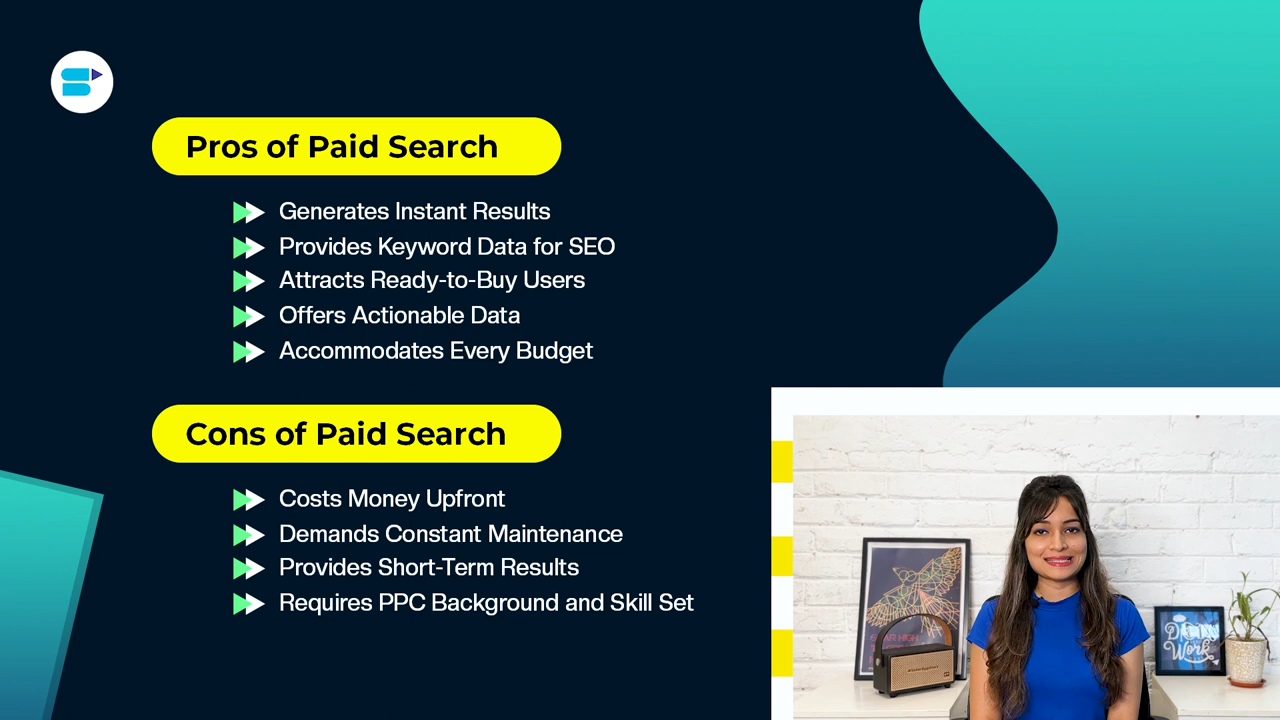 Pros of Paid Search
Generates Instant Results
Provides Keyword Data for SEO
Attracts Ready-to-Buy Users
Offers Actionable Data
Accommodates Every Budget
Cons of Paid Search
Costs Money Upfront
Demands Constant Maintenance
Provides Short-Term Results
Requires PPC Background and Skill Set
Work